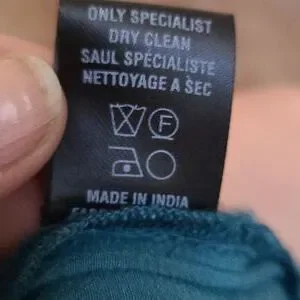 ONLY SPECIALIST
DRY CLEAN
SAUL SPÉCIALISTE
NETTOYAGE A SEC
F
MADE IN INDIA